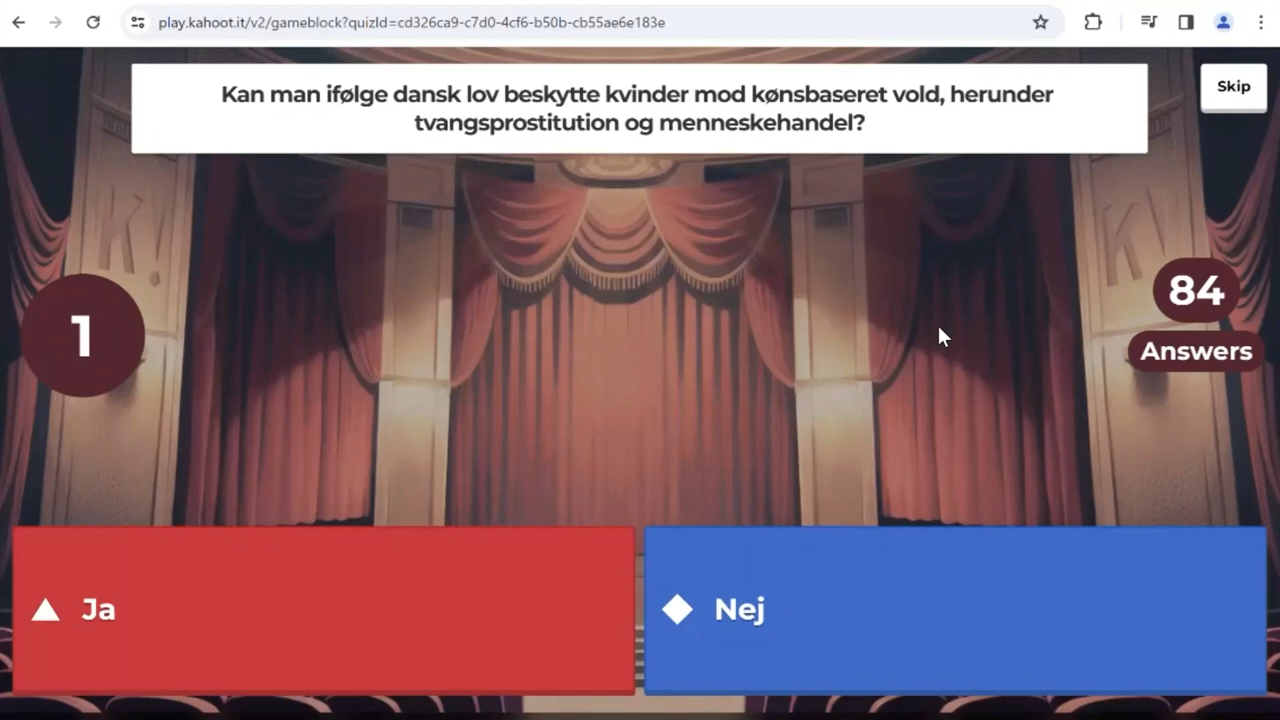 play.kahoot.it/v2/gameblock?quizId=cd326ca9-c7d0-4cf6-b50b-cb55ae6e183e
Kan man ifølge dansk lov beskytte kvinder mod kønsbaseret vold, herunder
tvangsprostitution og menneskehandel?
Skip
K!
K!
1
84
Answers
Ja
Nej